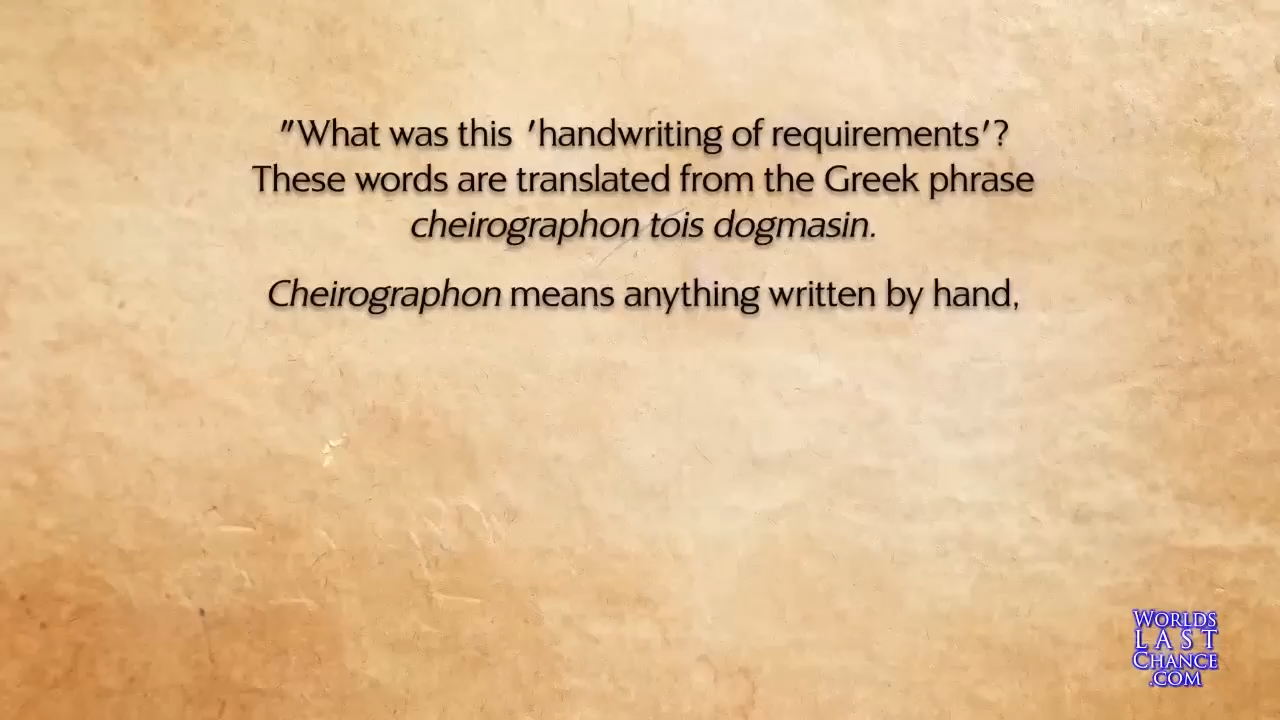 "What was this 'handwriting of requirements'?
These words are translated from the Greek phrase
cheirographon tois dogmasin.
Cheirographon means anything written by hand,
WORLDS
LAST
CHANCE
.COM